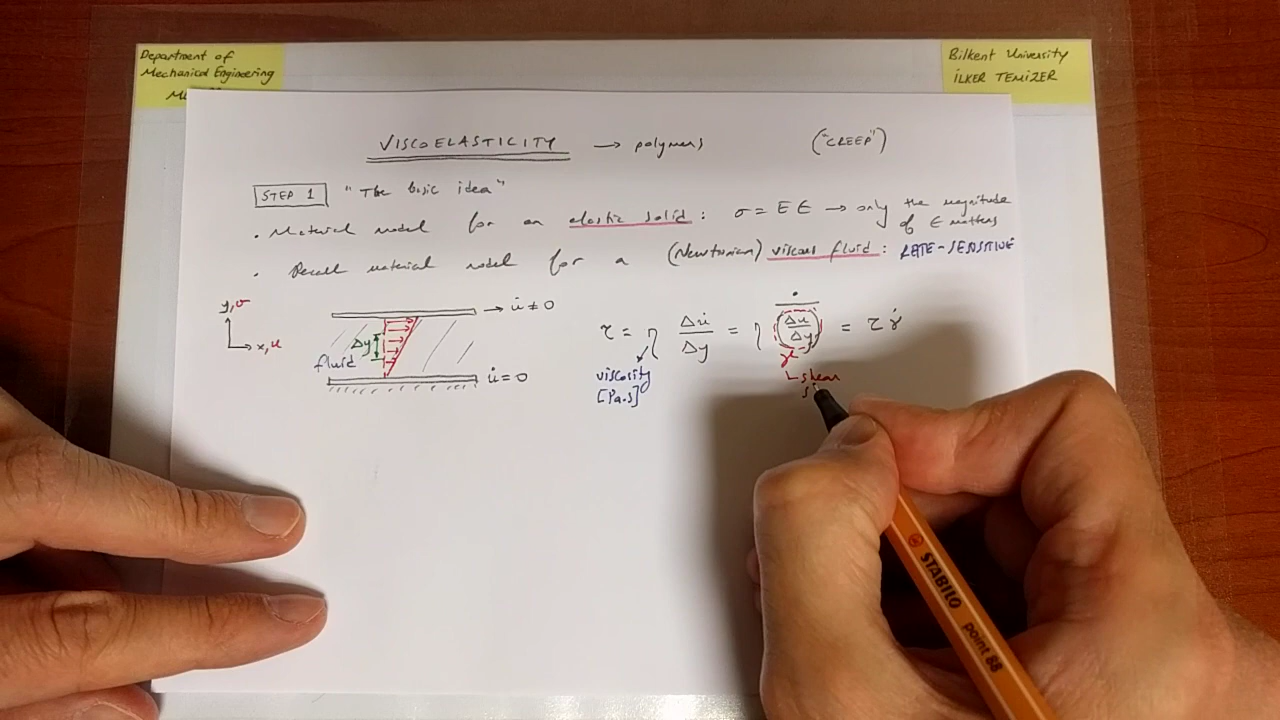 Department of
Mechanical Engineering
Bilkent University
İLKER TEMİZER
VISCOELASTICITY → polymers ("CREEP")
STEP 1 "The basic idea"
• Material model for an elastic solid: σ = E ϵ → only the magnitude
of ϵ matters
• Recall material model for a (Newtonian) viscous fluid: RATE-SENSITIVE
y,v
x,u
fluid
Δy
u̇ ≠ 0
u̇ = 0
τ = η Δu̇/Δy = η (Δu/Δy)˙ = τ γ̇
γ
viscosity
[Pa.s]
shear
STABILO point 88